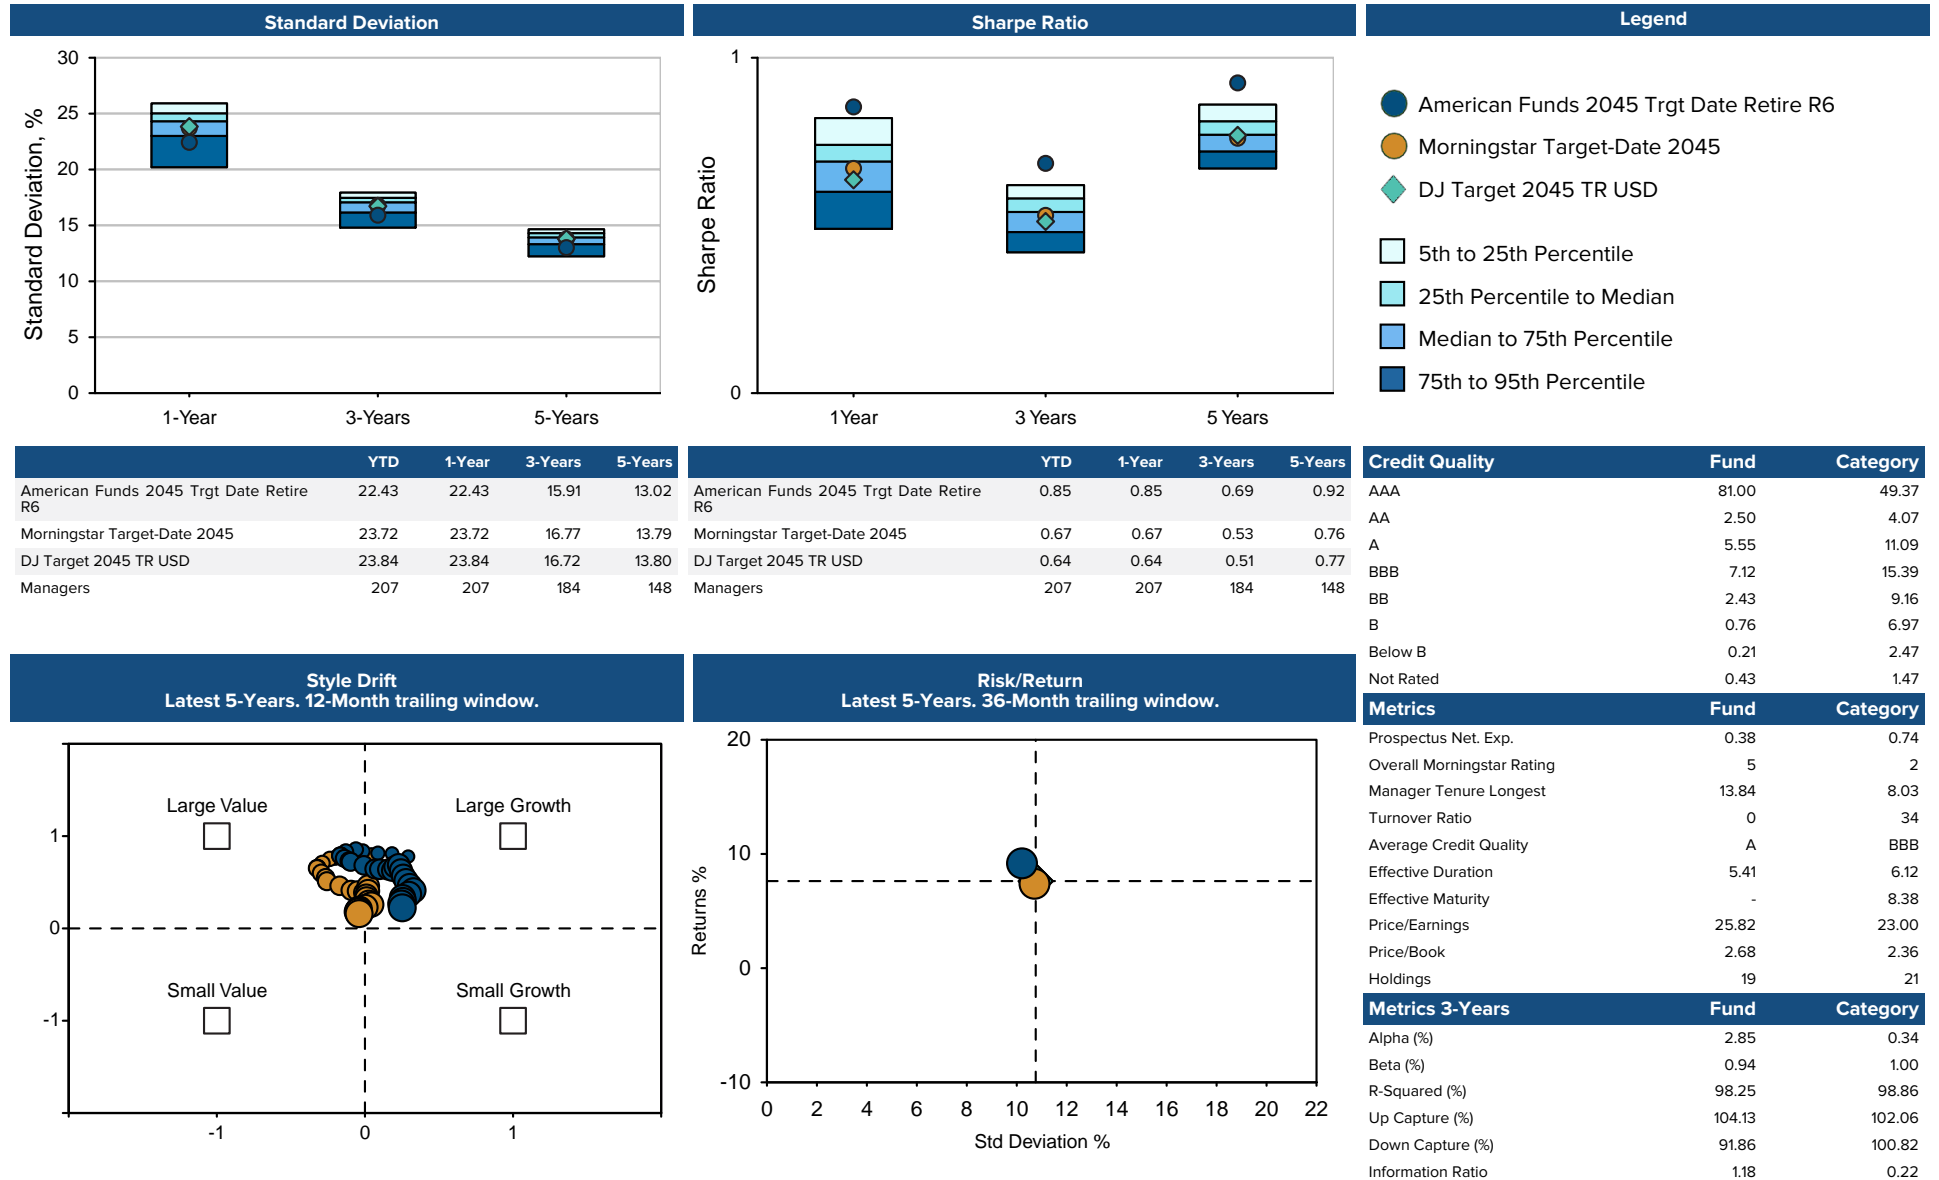 Standard Deviation
30
25
20
15
10
5
0
Standard Deviation, %
1-Year 3-Years 5-Years
Sharpe Ratio
1
0
Sharpe Ratio
1Year 3 Years 5 Years
Legend
American Funds 2045 Trgt Date Retire R6
Morningstar Target-Date 2045
DJ Target 2045 TR USD
5th to 25th Percentile
25th Percentile to Median
Median to 75th Percentile
75th to 95th Percentile
YTD 1-Year 3-Years 5-Years
American Funds 2045 Trgt Date Retire 22.43 22.43 15.91 13.02
R6
Morningstar Target-Date 2045 23.72 23.72 16.77 13.79
DJ Target 2045 TR USD 23.84 23.84 16.72 13.80
Managers 207 207 184 148
YTD 1-Year 3-Years 5-Years
American Funds 2045 Trgt Date Retire 0.85 0.85 0.69 0.92
R6
Morningstar Target-Date 2045 0.67 0.67 0.53 0.76
DJ Target 2045 TR USD 0.64 0.64 0.51 0.77
Managers 207 207 184 148
Credit Quality Fund Category
AAA 81.00 49.37
AA 2.50 4.07
A 5.55 11.09
BBB 7.12 15.39
BB 2.43 9.16
B 0.76 6.97
Below B 0.21 2.47
Not Rated 0.43 1.47
Metrics Fund Category
Prospectus Net. Exp. 0.38 0.74
Overall Morningstar Rating 5 2
Manager Tenure Longest 13.84 8.03
Turnover Ratio 0 34
Average Credit Quality A BBB
Effective Duration 5.41 6.12
Effective Maturity - 8.38
Price/Earnings 25.82 23.00
Price/Book 2.68 2.36
Holdings 19 21
Metrics 3-Years Fund Category
Alpha (%) 2.85 0.34
Beta (%) 0.94 1.00
R-Squared (%) 98.25 98.86
Up Capture (%) 104.13 102.06
Down Capture (%) 91.86 100.82
Information Ratio 1.18 0.22
Style Drift
Latest 5-Years. 12-Month trailing window.
Large Value Large Growth
1
0
Small Value Small Growth
-1
-1 0 1
Risk/Return
Latest 5-Years. 36-Month trailing window.
20
10
0
-10
Returns %
0 2 4 6 8 10 12 14 16 18 20 22
Std Deviation %